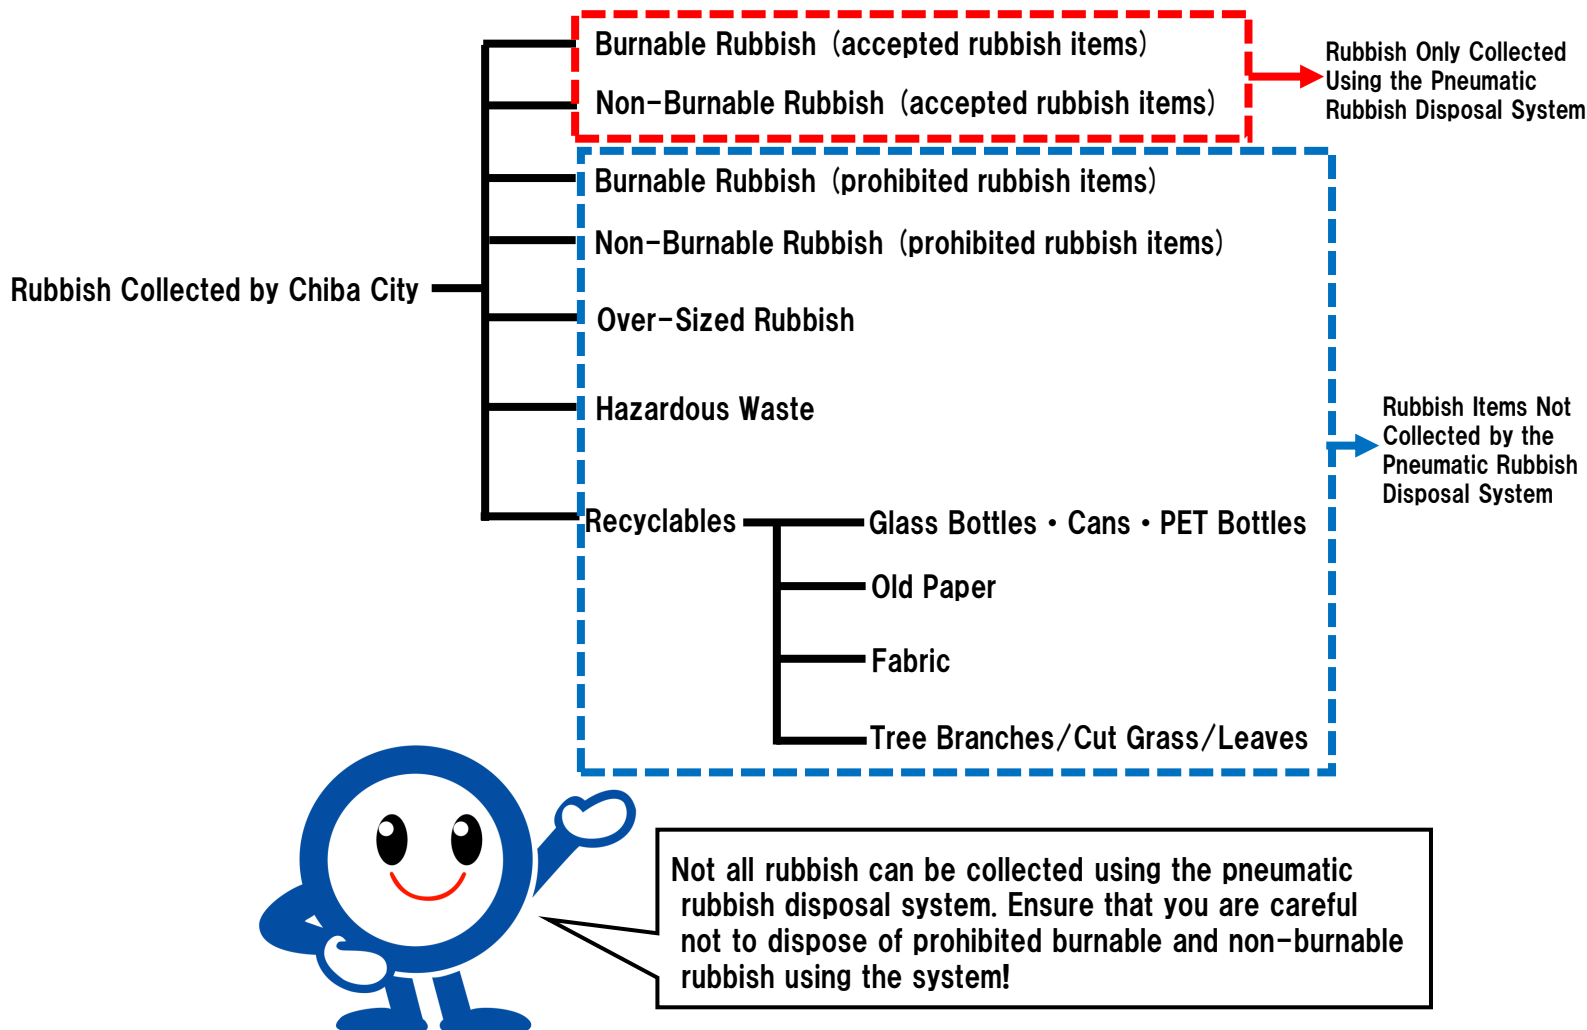 Burnable Rubbish (accepted rubbish items)
Non-Burnable Rubbish (accepted rubbish items)
Rubbish Only Collected
Using the Pneumatic
Rubbish Disposal System
Burnable Rubbish (prohibited rubbish items)
Non-Burnable Rubbish (prohibited rubbish items)
Rubbish Collected by Chiba City
Over-Sized Rubbish
Hazardous Waste
Rubbish Items Not
Collected by the
Pneumatic Rubbish
Disposal System
Recyclables
Glass Bottles・Cans・PET Bottles
Old Paper
Fabric
Tree Branches/Cut Grass/Leaves
Not all rubbish can be collected using the pneumatic
rubbish disposal system. Ensure that you are careful
not to dispose of prohibited burnable and non-burnable
rubbish using the system!